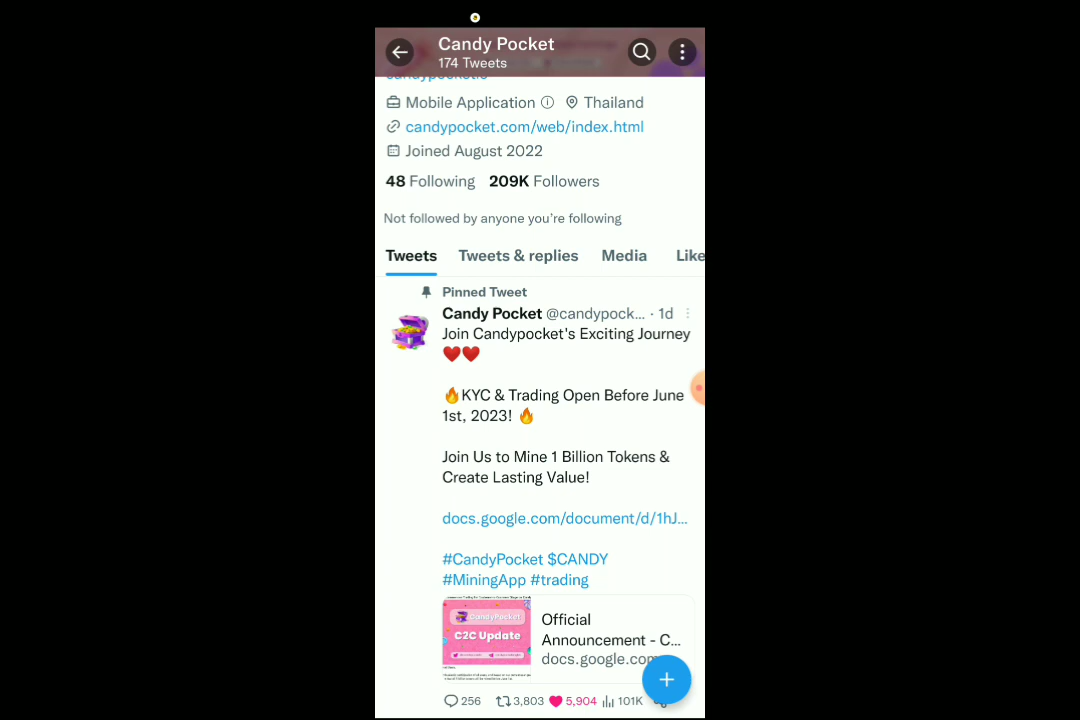 Candy Pocket
174 Tweets
Mobile Application
Thailand
candypocket.com/web/index.html
Joined August 2022
48 Following 209K Followers
Not followed by anyone you're following
Tweets Tweets & replies Media Like
Pinned Tweet
Candy Pocket @candypock... · 1d
Join Candypocket's Exciting Journey
❤️❤️
🔥KYC & Trading Open Before June
1st, 2023! 🔥
Join Us to Mine 1 Billion Tokens &
Create Lasting Value!
docs.google.com/document/d/1hJ...
#CandyPocket $CANDY
#MiningApp #trading
CandyPocket
C2C Update
Official
Announcement - C...
docs.google.com
256 3,803 5,904 101K